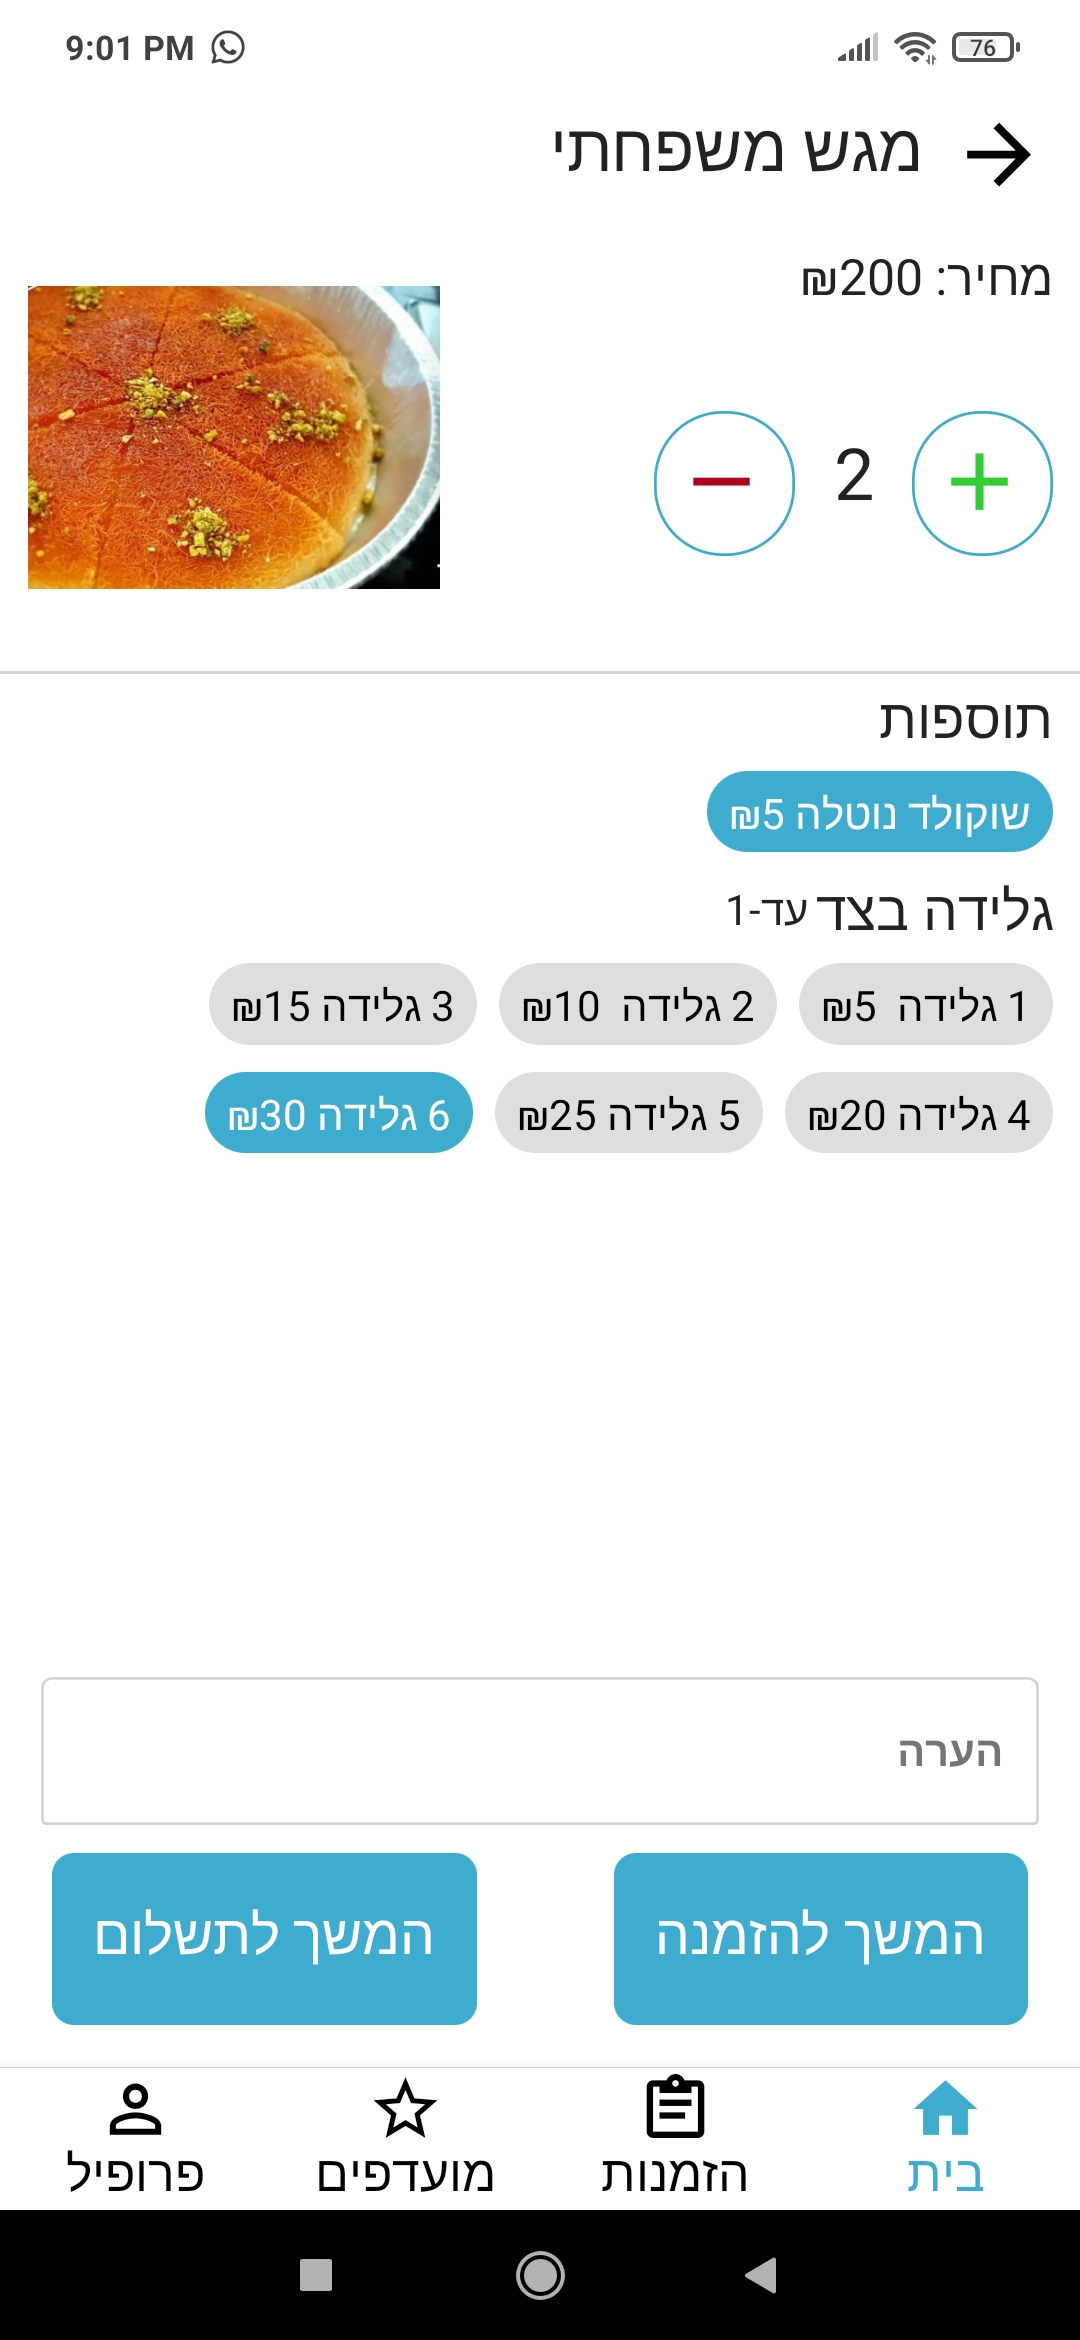 9:01 PM
76
מגש משפחתי
מחיר: 200₪
2
תוספות
שוקולד נוטלה 5₪
גלידה בצד עד-1
1 גלידה 5₪
2 גלידה 10₪
3 גלידה 15₪
4 גלידה 20₪
5 גלידה 25₪
6 גלידה 30₪
הערה
המשך להזמנה
המשך לתשלום
בית
הזמנות
מועדפים
פרופיל